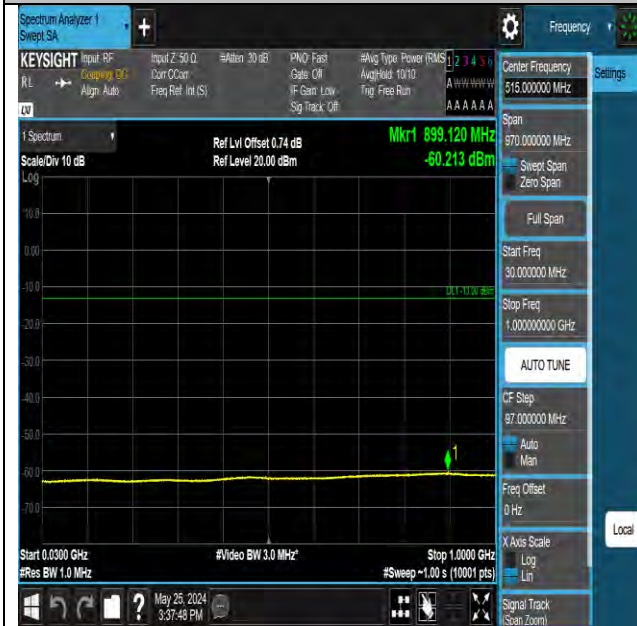 Spectrum Analyzer 1
Swept SA
+
Frequency
KEYSIGHT
RL
Input: RF
Coupling: DC
Align: Auto
Input Z: 50 Ω
Corr CCorr
Freq Ref: Int (S)
#Atten: 30 dB
PNO: Fast
Gate: Off
IF Gain: Low
Sig Track: Off
#Avg Type: Power (RMS
Avg|Hold: 10/10
Trig: Free Run
1 2 3 4 5 6
A W W W W W
A A A A A A
1 Spectrum
Scale/Div 10 dB
Log
Ref Lvl Offset 0.74 dB
Ref Level 20.00 dBm
Mkr1 899.120 MHz
-60.213 dBm
10.0
0.00
-10.0
DL1 -13.00 dBm
-20.0
-30.0
-40.0
-50.0
1
-60.0
-70.0
Start 0.0300 GHz
#Res BW 1.0 MHz
#Video BW 3.0 MHz*
Stop 1.0000 GHz
#Sweep ~1.00 s (10001 pts)
Center Frequency
515.000000 MHz
Settings
Span
970.000000 MHz
Swept Span
Zero Span
Full Span
Start Freq
30.000000 MHz
Stop Freq
1.000000000 GHz
AUTO TUNE
CF Step
97.000000 MHz
Auto
Man
Freq Offset
0 Hz
Local
X Axis Scale
Log
Lin
Signal Track
(Span Zoom)
?
May 25, 2024
3:37:48 PM